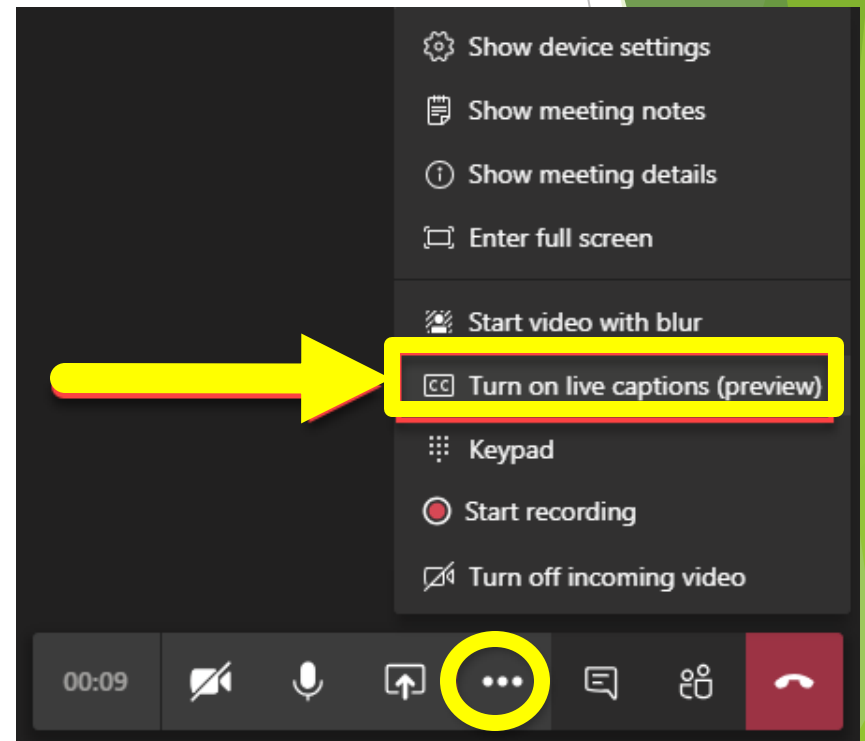 Show device settings
Show meeting notes
Show meeting details
Enter full screen
Start video with blur
CC Turn on live captions (preview)
Keypad
Start recording
Turn off incoming video
00:09